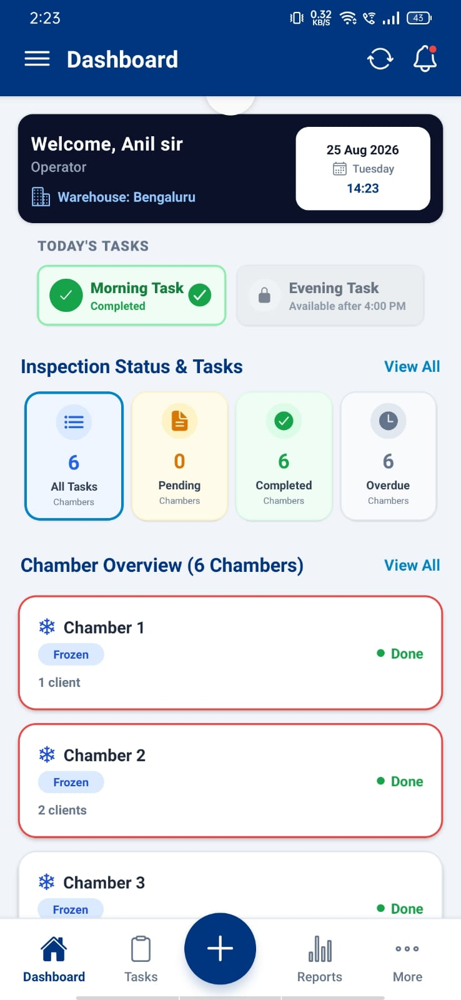 2:23
0.32
KB/S
43
Dashboard
Welcome, Anil sir
Operator
Warehouse: Bengaluru
25 Aug 2026
Tuesday
14:23
TODAY'S TASKS
Morning Task
Completed
Evening Task
Available after 4:00 PM
Inspection Status & Tasks
View All
6
All Tasks
Chambers
0
Pending
Chambers
6
Completed
Chambers
6
Overdue
Chambers
Chamber Overview (6 Chambers)
View All
Chamber 1
Frozen
Done
1 client
Chamber 2
Frozen
Done
2 clients
Chamber 3
Frozen
Done
Dashboard
Tasks
Reports
More